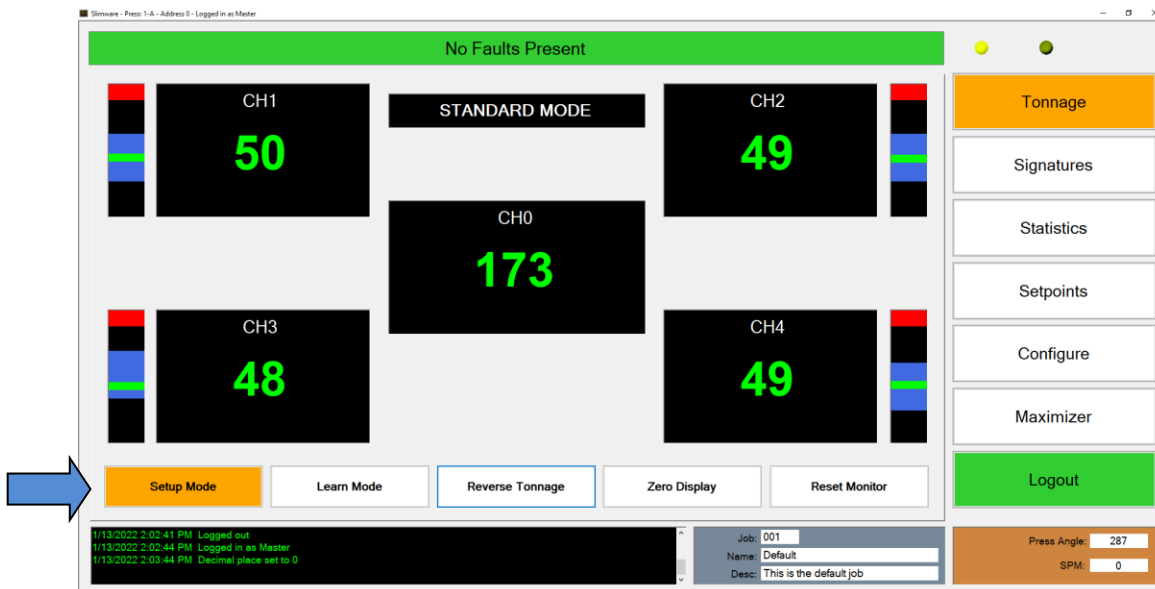 Slimware - Press: 1-A - Address 0 - Logged in as Master
No Faults Present
CH1
50
STANDARD MODE
CH2
49
CH0
173
CH3
48
CH4
49
Setup Mode
Learn Mode
Reverse Tonnage
Zero Display
Reset Monitor
Tonnage
Signatures
Statistics
Setpoints
Configure
Maximizer
Logout
1/13/2022 2:02:41 PM Logged out
1/13/2022 2:02:44 PM Logged in as Master
1/13/2022 2:03:44 PM Decimal place set to 0
Job: 001
Name: Default
Desc: This is the default job
Press Angle: 287
SPM: 0